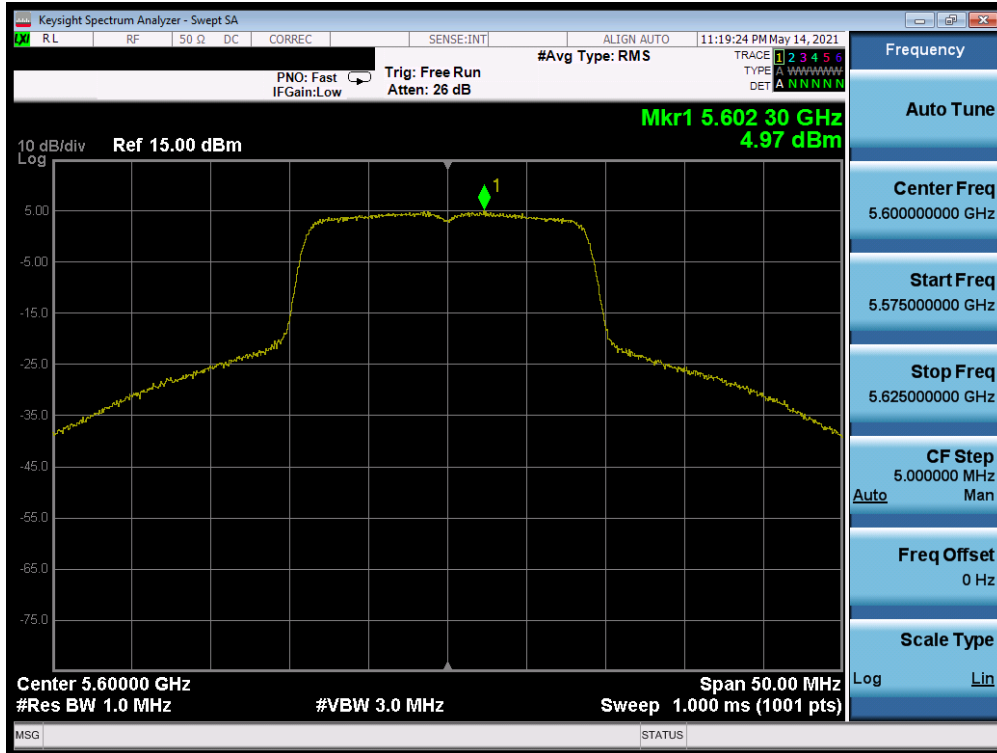 Keysight Spectrum Analyzer - Swept SA
LXI RL RF 50 Ω DC CORREC SENSE:INT ALIGN AUTO 11:19:24 PM May 14, 2021
#Avg Type: RMS
TRACE 1 2 3 4 5 6
TYPE A WWWWW
DET A N N N N N
PNO: Fast
IFGain:Low
Trig: Free Run
Atten: 26 dB
Mkr1 5.602 30 GHz
4.97 dBm
10 dB/div
Log
Ref 15.00 dBm
1
5.00
-5.00
-15.0
-25.0
-35.0
-45.0
-55.0
-65.0
-75.0
Center 5.60000 GHz
Span 50.00 MHz
#Res BW 1.0 MHz
#VBW 3.0 MHz
Sweep 1.000 ms (1001 pts)
MSG
STATUS
Frequency
Auto Tune
Center Freq
5.600000000 GHz
Start Freq
5.575000000 GHz
Stop Freq
5.625000000 GHz
CF Step
5.000000 MHz
Auto Man
Freq Offset
0 Hz
Scale Type
Log Lin